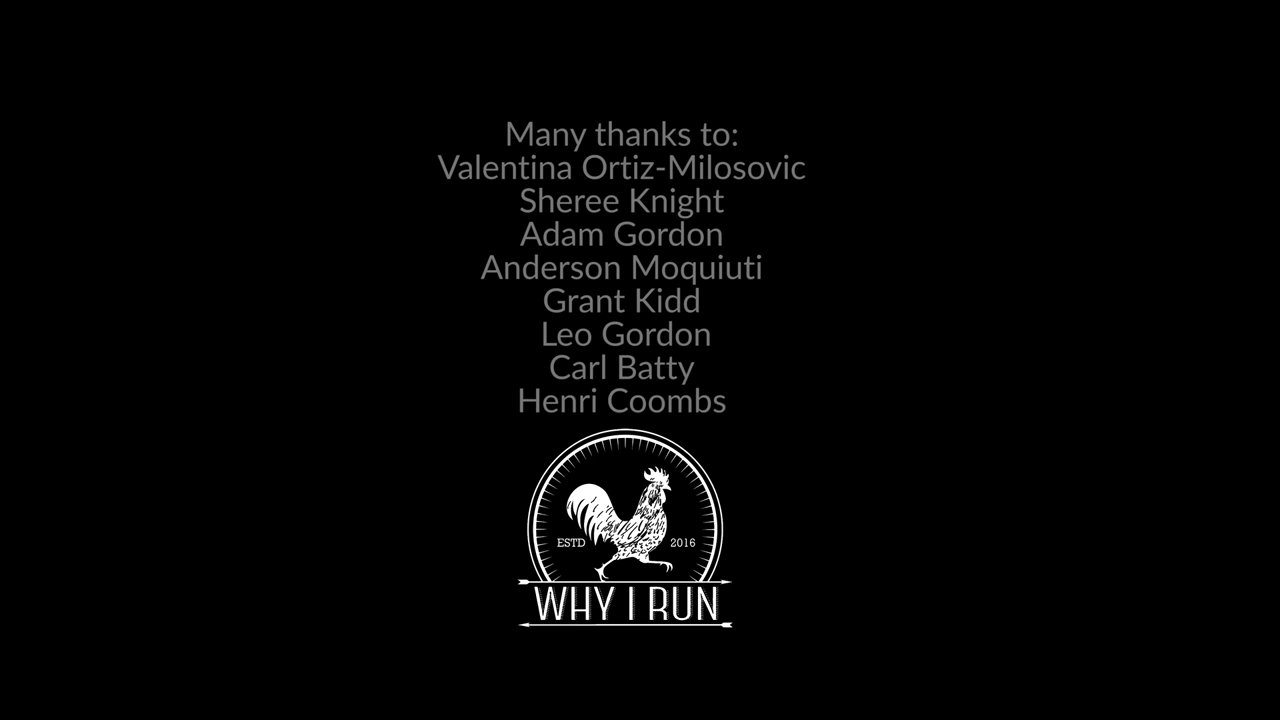 Many thanks to:
Valentina Ortiz-Milosovic
Sheree Knight
Adam Gordon
Anderson Moquiuti
Grant Kidd
Leo Gordon
Carl Batty
Henri Coombs
ESTD 2016
WHY I RUN